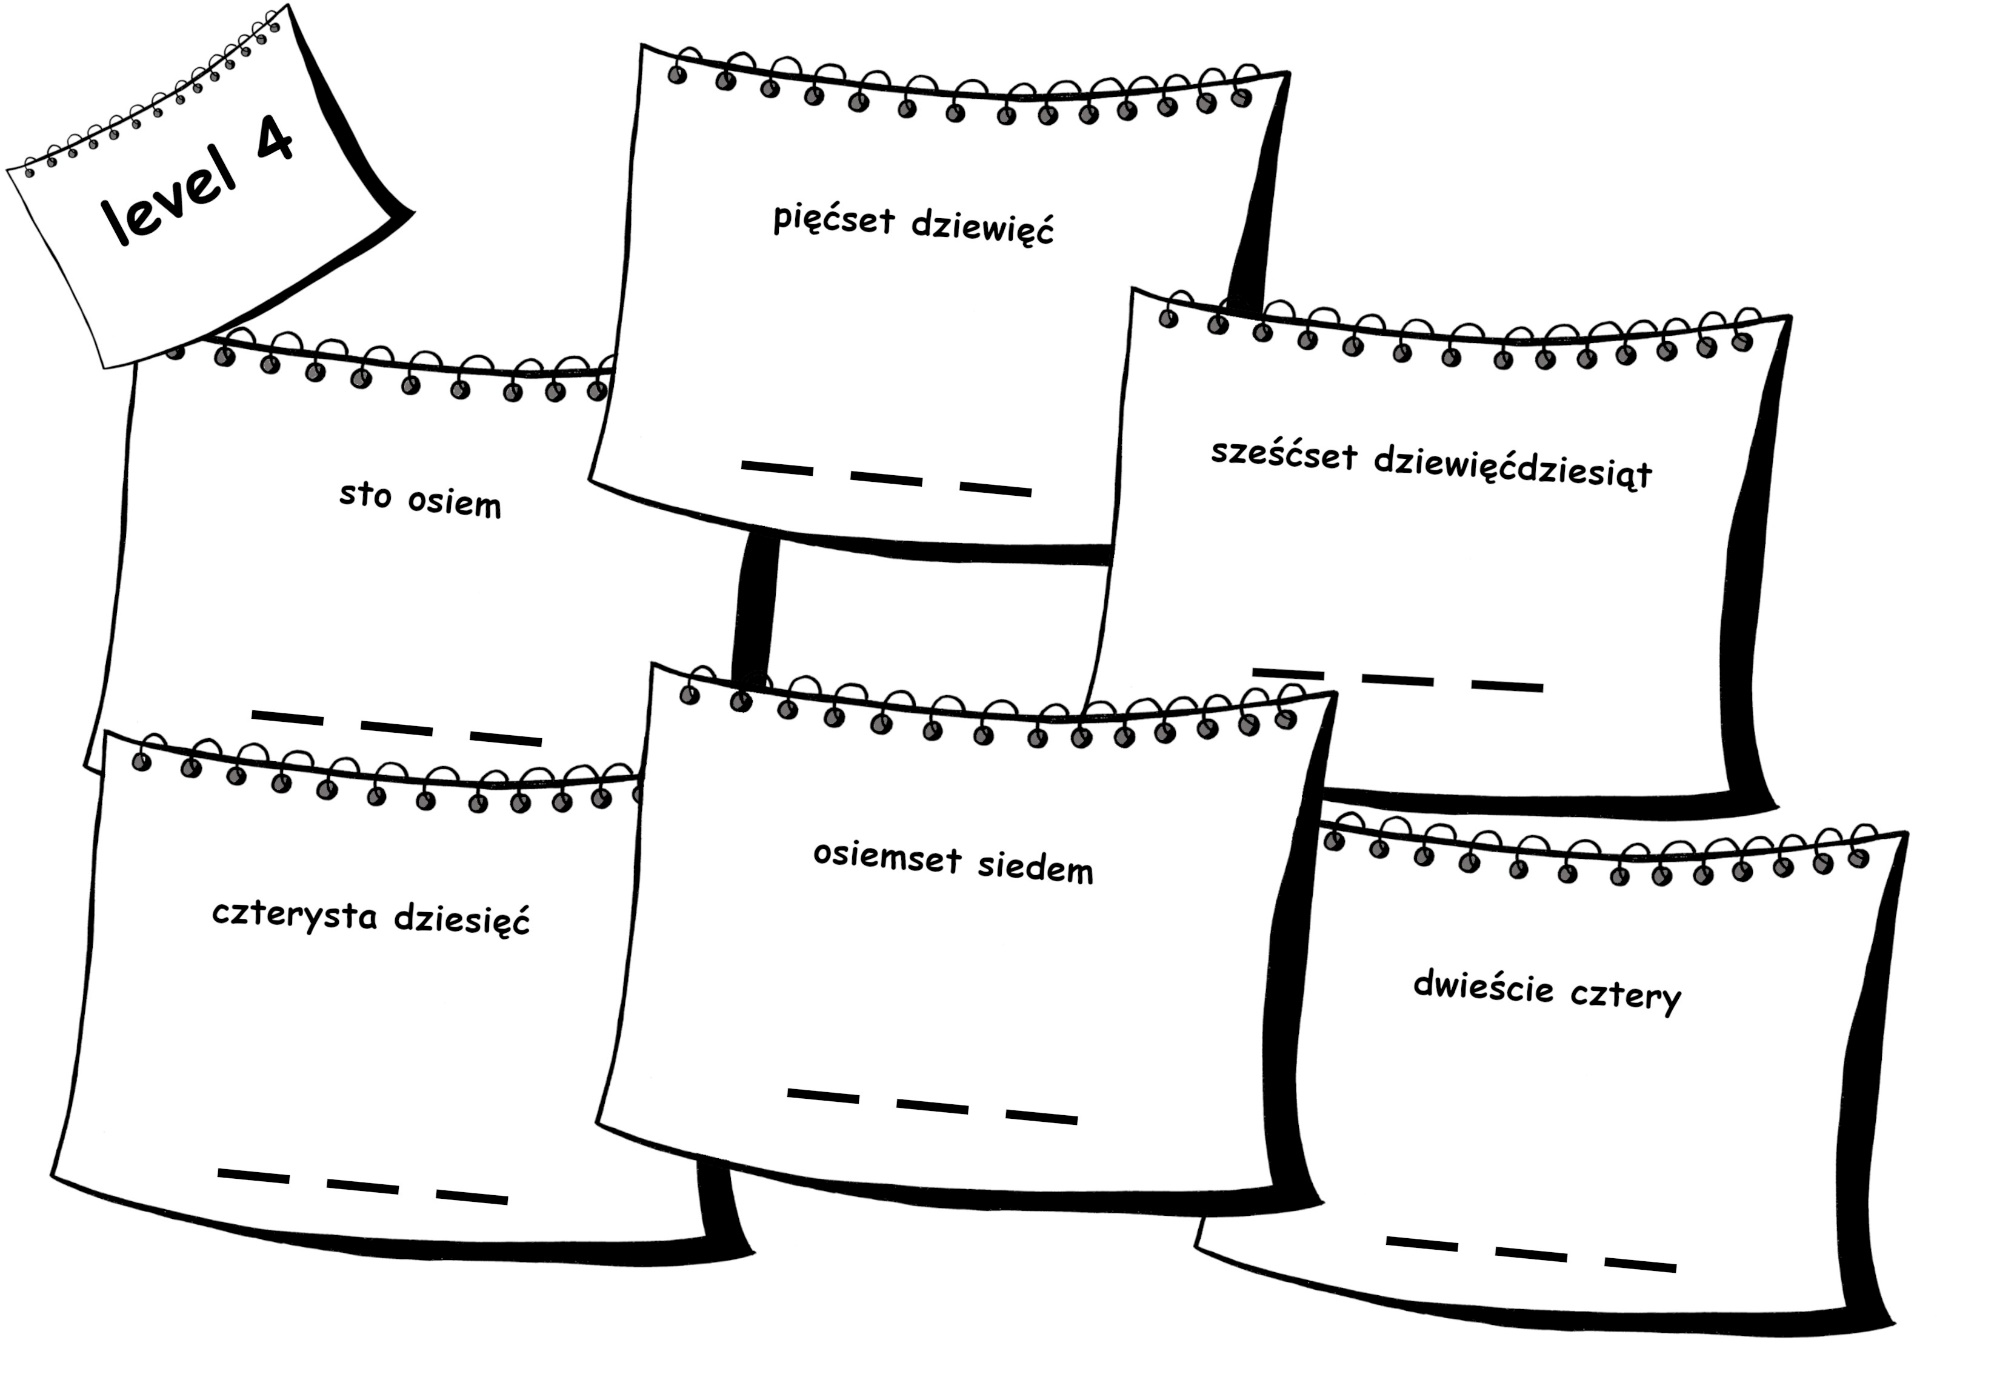 level 4
pięćset dziewięć
sześćset dziewięćdziesiąt
sto osiem
osiemset siedem
czterysta dziesięć
dwieście cztery